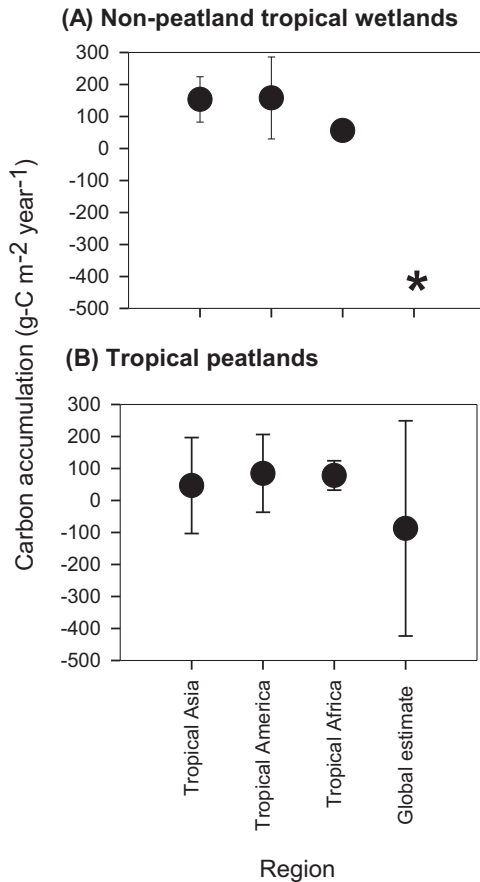 (A) Non-peatland tropical wetlands
300
200
100
0
-100
-200
-300
-400
-500
*
(B) Tropical peatlands
300
200
100
0
-100
-200
-300
-400
-500
Carbon accumulation (g-C m-2 year-1)
Tropical Asia
Tropical America
Tropical Africa
Global estimate
Region